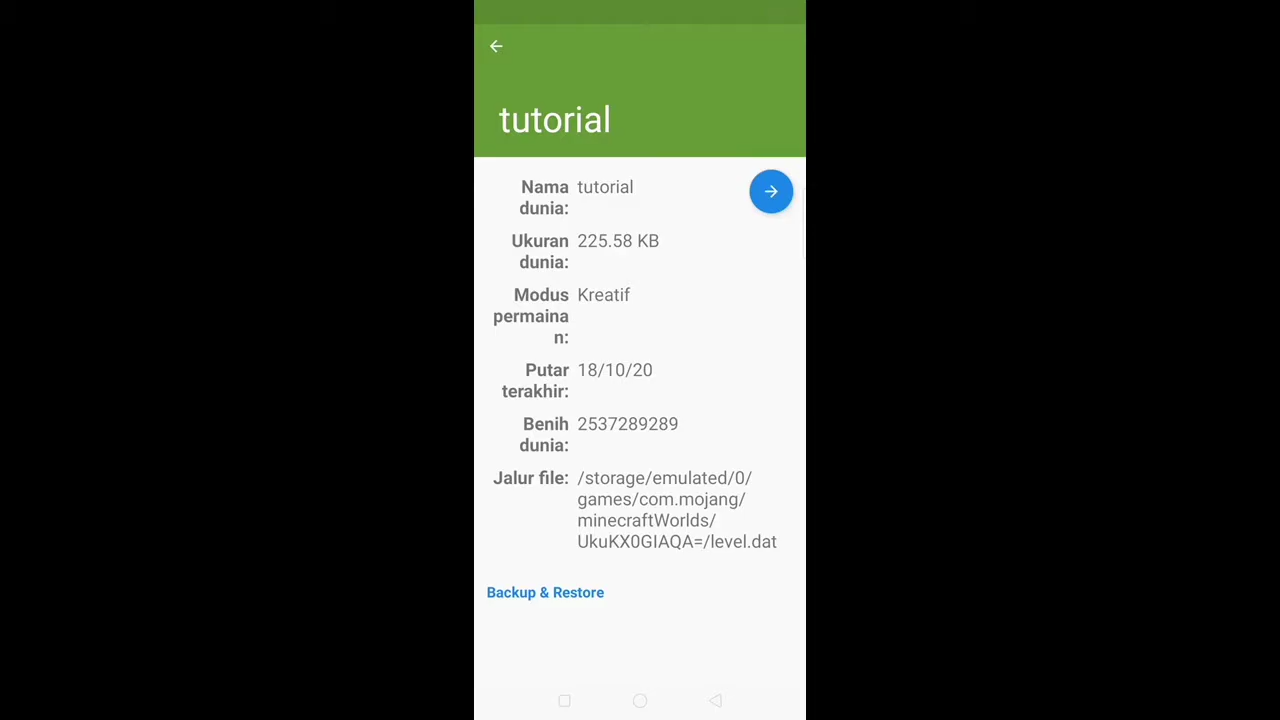 tutorial
Nama tutorial
dunia:
Ukuran 225.58 KB
dunia:
Modus Kreatif
permaina
n:
Putar 18/10/20
terakhir:
Benih 2537289289
dunia:
Jalur file: /storage/emulated/0/
games/com.mojang/
minecraftWorlds/
UkuKX0GIAQA=/level.dat
Backup & Restore